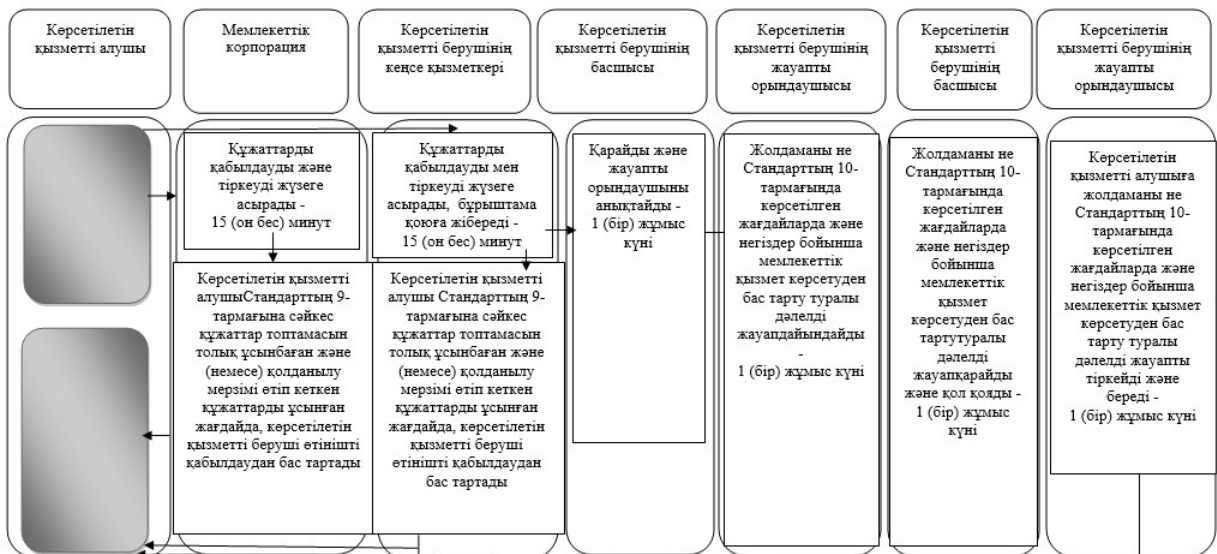 Көрсетілетін
қызметті алушы
Мемлекеттік
корпорация
Көрсетілетін
қызметті берушінің
кеңсе қызметкері
Көрсетілетін
қызметті берушінің
басшысы
Көрсетілетін
қызметті берушінің
жауапты
орындаушысы
Көрсетілетін
қызметті
берушінің
басшысы
Көрсетілетін
қызметті берушінің
жауапты
орындаушысы
Құжаттарды
қабылдауды және
тіркеуді жүзеге
асырады -
15 (он бес) минут
Көрсетілетін қызметті
алушыСтандарттың 9-
тармағына сәйкес
құжаттар топтамасын
толық ұсынбаған және
(немесе) қолданылу
мерзімі өтіп кеткен
құжаттарды ұсынған
жағдайда, көрсетілетін
қызметті беруші өтінішті
қабылдаудан бас тартады
Құжаттарды
қабылдауды мен
тіркеуді жүзеге
асырады, бұрыштама
қоюға жібереді -
15 (он бес) минут
Көрсетілетін қызметті
алушы Стандарттың 9-
тармағына сәйкес
құжаттар топтамасын
толық ұсынбаған және
(немесе) қолданылу
мерзімі өтіп кеткен
құжаттарды ұсынған
жағдайда, көрсетілетін
қызметті беруші
өтінішті қабылдаудан
бас тартады
Қарайды және
жауапты
орындаушыны
анықтайды -
1 (бір) жұмыс
күні
Жолдаманы не
Стандарттың 10-
тармағында
көрсетілген
жағдайларда және
негіздер бойынша
мемлекеттік
қызмет көрсетуден
бас тарту туралы
дәлелді
жауапдайындайды
-
1 (бір) жұмыс күні
Жолдаманы не
Стандарттың 10-
тармағында
көрсетілген
жағдайларда
және негіздер
бойынша
мемлекеттік
қызмет
көрсетуден бас
тартутуралы
дәлелді
жауапқарайды
және қол қояды -
1 (бір) жұмыс
күні
Көрсетілетін
қызметті алушыға
жолдаманы не
Стандарттың 10-
тармағында
көрсетілген
жағдайларда және
негіздер бойынша
мемлекеттік қызмет
көрсетуден бас
тарту туралы
дәлелді жауапты
тіркейді және
береді -
1 (бір) жұмыс күні